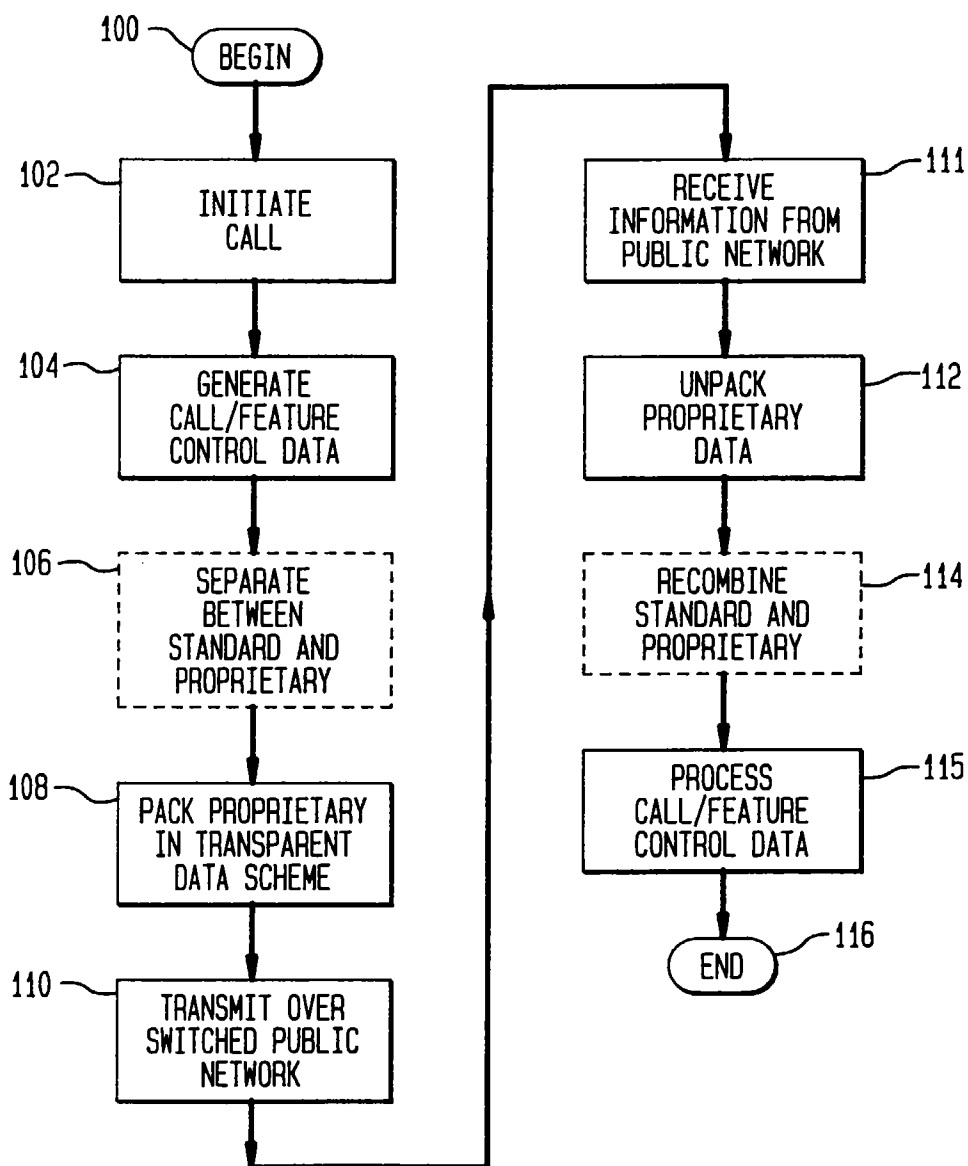 100
BEGIN
102
INITIATE
CALL
104
GENERATE
CALL/FEATURE
CONTROL DATA
106
SEPARATE
BETWEEN
STANDARD AND
PROPRIETARY
108
PACK PROPRIETARY
IN TRANSPARENT
DATA SCHEME
110
TRANSMIT OVER
SWITCHED PUBLIC
NETWORK
111
RECEIVE
INFORMATION FROM
PUBLIC NETWORK
112
UNPACK
PROPRIETARY
DATA
114
RECOMBINE
STANDARD AND
PROPRIETARY
115
PROCESS
CALL/FEATURE
CONTROL DATA
116
END